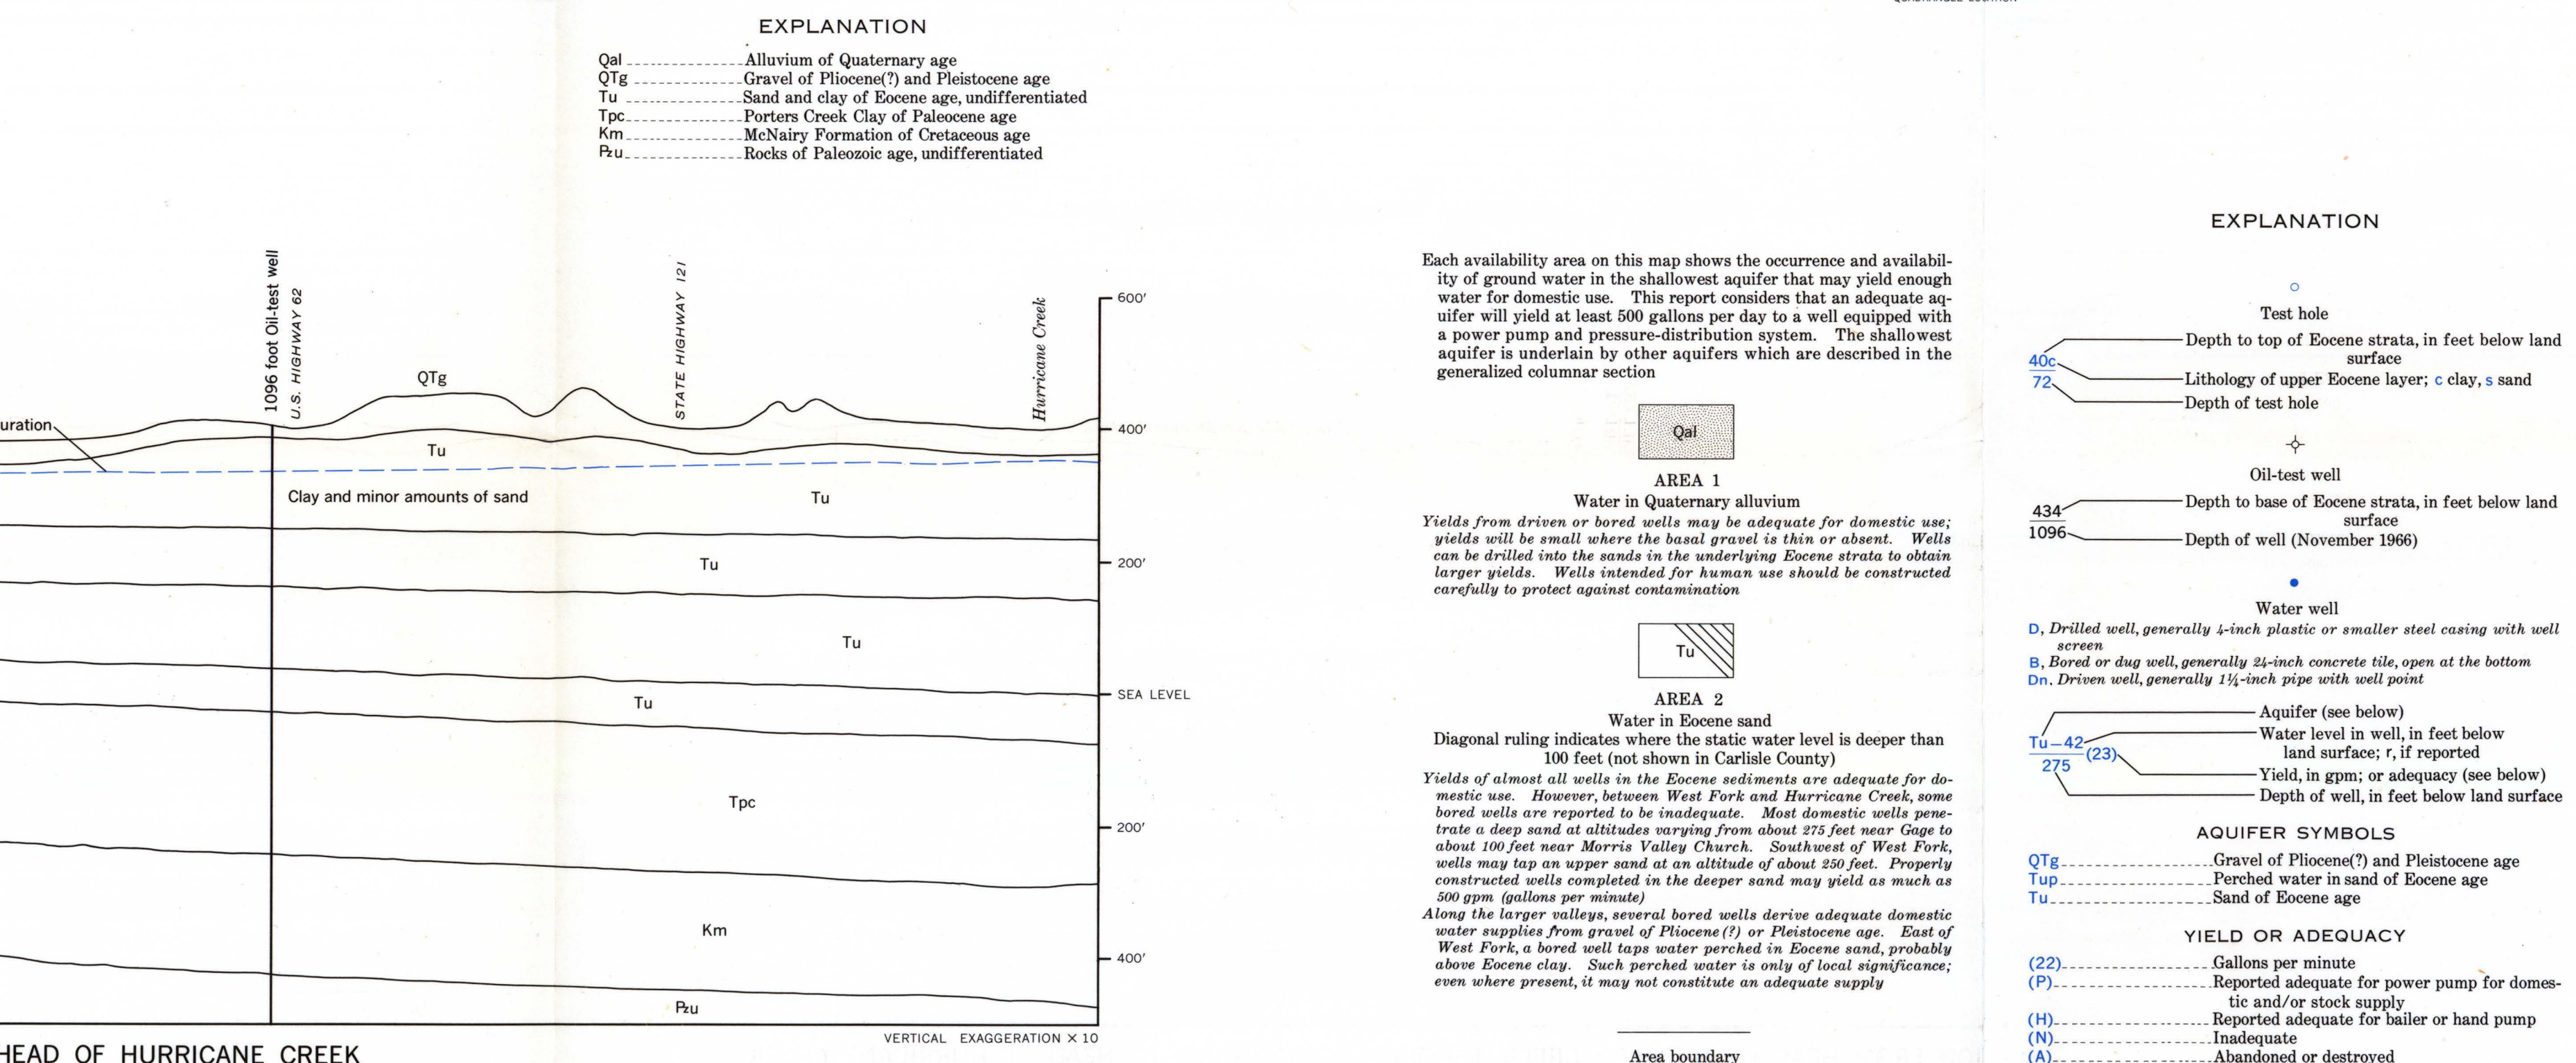 EXPLANATION
Qal Alluvium of Quaternary age
QTg Gravel of Pliocene(?) and Pleistocene age
Tu Sand and clay of Eocene age, undifferentiated
Tpc Porters Creek Clay of Paleocene age
Km McNairy Formation of Cretaceous age
Pzu Rocks of Paleozoic age, undifferentiated
1096 foot Oil-test well
U.S. HIGHWAY 62
STATE HIGHWAY 121
Hurricane Creek
600'
QTg
uration
400'
Tu
Clay and minor amounts of sand
Tu
Tu
200'
Tu
SEA LEVEL
Tu
Tpc
200'
Km
400'
Pzu
VERTICAL EXAGGERATION × 10
HEAD OF HURRICANE CREEK
Each availability area on this map shows the occurrence and availabil-
ity of ground water in the shallowest aquifer that may yield enough
water for domestic use. This report considers that an adequate aq-
uifer will yield at least 500 gallons per day to a well equipped with
a power pump and pressure-distribution system. The shallowest
aquifer is underlain by other aquifers which are described in the
generalized columnar section
Qal
AREA 1
Water in Quaternary alluvium
Yields from driven or bored wells may be adequate for domestic use;
yields will be small where the basal gravel is thin or absent. Wells
can be drilled into the sands in the underlying Eocene strata to obtain
larger yields. Wells intended for human use should be constructed
carefully to protect against contamination
Tu
AREA 2
Water in Eocene sand
Diagonal ruling indicates where the static water level is deeper than
100 feet (not shown in Carlisle County)
Yields of almost all wells in the Eocene sediments are adequate for do-
mestic use. However, between West Fork and Hurricane Creek, some
bored wells are reported to be inadequate. Most domestic wells pene-
trate a deep sand at altitudes varying from about 275 feet near Gage to
about 100 feet near Morris Valley Church. Southwest of West Fork,
wells may tap an upper sand at an altitude of about 250 feet. Properly
constructed wells completed in the deeper sand may yield as much as
500 gpm (gallons per minute)
Along the larger valleys, several bored wells derive adequate domestic
water supplies from gravel of Pliocene (?) or Pleistocene age. East of
West Fork, a bored well taps water perched in Eocene sand, probably
above Eocene clay. Such perched water is only of local significance;
even where present, it may not constitute an adequate supply
Area boundary
QUADRANGLE LOCATION
EXPLANATION
Test hole
Depth to top of Eocene strata, in feet below land
surface
40c
72
Lithology of upper Eocene layer; c clay, s sand
Depth of test hole
Oil-test well
Depth to base of Eocene strata, in feet below land
surface
434
1096
Depth of well (November 1966)
Water well
D, Drilled well, generally 4-inch plastic or smaller steel casing with well
screen
B, Bored or dug well, generally 24-inch concrete tile, open at the bottom
Dn, Driven well, generally 1¼-inch pipe with well point
Aquifer (see below)
Tu–42
275
(23)
Water level in well, in feet below
land surface; r, if reported
Yield, in gpm; or adequacy (see below)
Depth of well, in feet below land surface
AQUIFER SYMBOLS
QTg Gravel of Pliocene(?) and Pleistocene age
Tup Perched water in sand of Eocene age
Tu Sand of Eocene age
YIELD OR ADEQUACY
(22) Gallons per minute
(P) Reported adequate for power pump for domes-
tic and/or stock supply
(H) Reported adequate for bailer or hand pump
(N) Inadequate
(A) Abandoned or destroyed